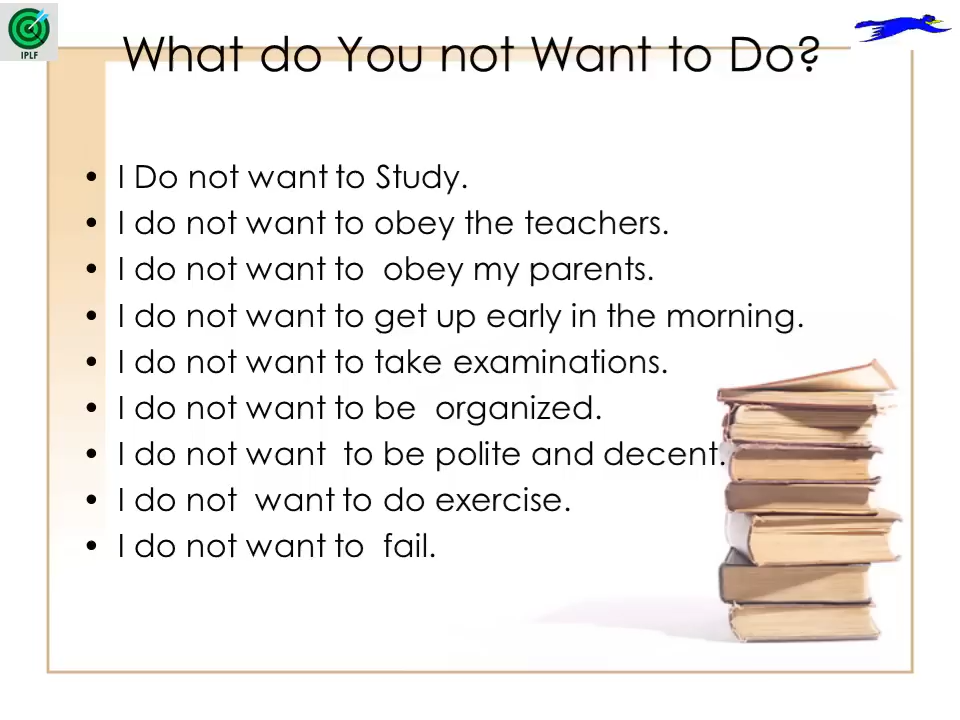 IPLF
What do You not Want to Do?
• I Do not want to Study.
• I do not want to obey the teachers.
• I do not want to  obey my parents.
• I do not want to get up early in the morning.
• I do not want to take examinations.
• I do not want to be  organized.
• I do not want  to be polite and decent.
• I do not  want to do exercise.
• I do not want to  fail.